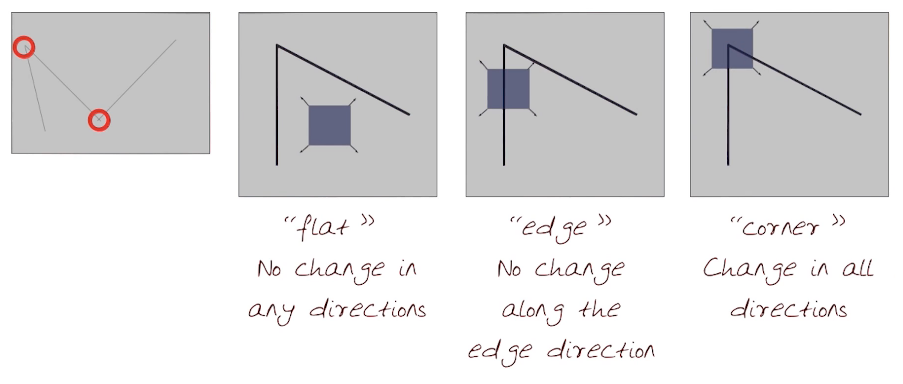 “flat”
No change in
any directions
“edge”
No change
along the
edge direction
“corner”
Change in all
directions